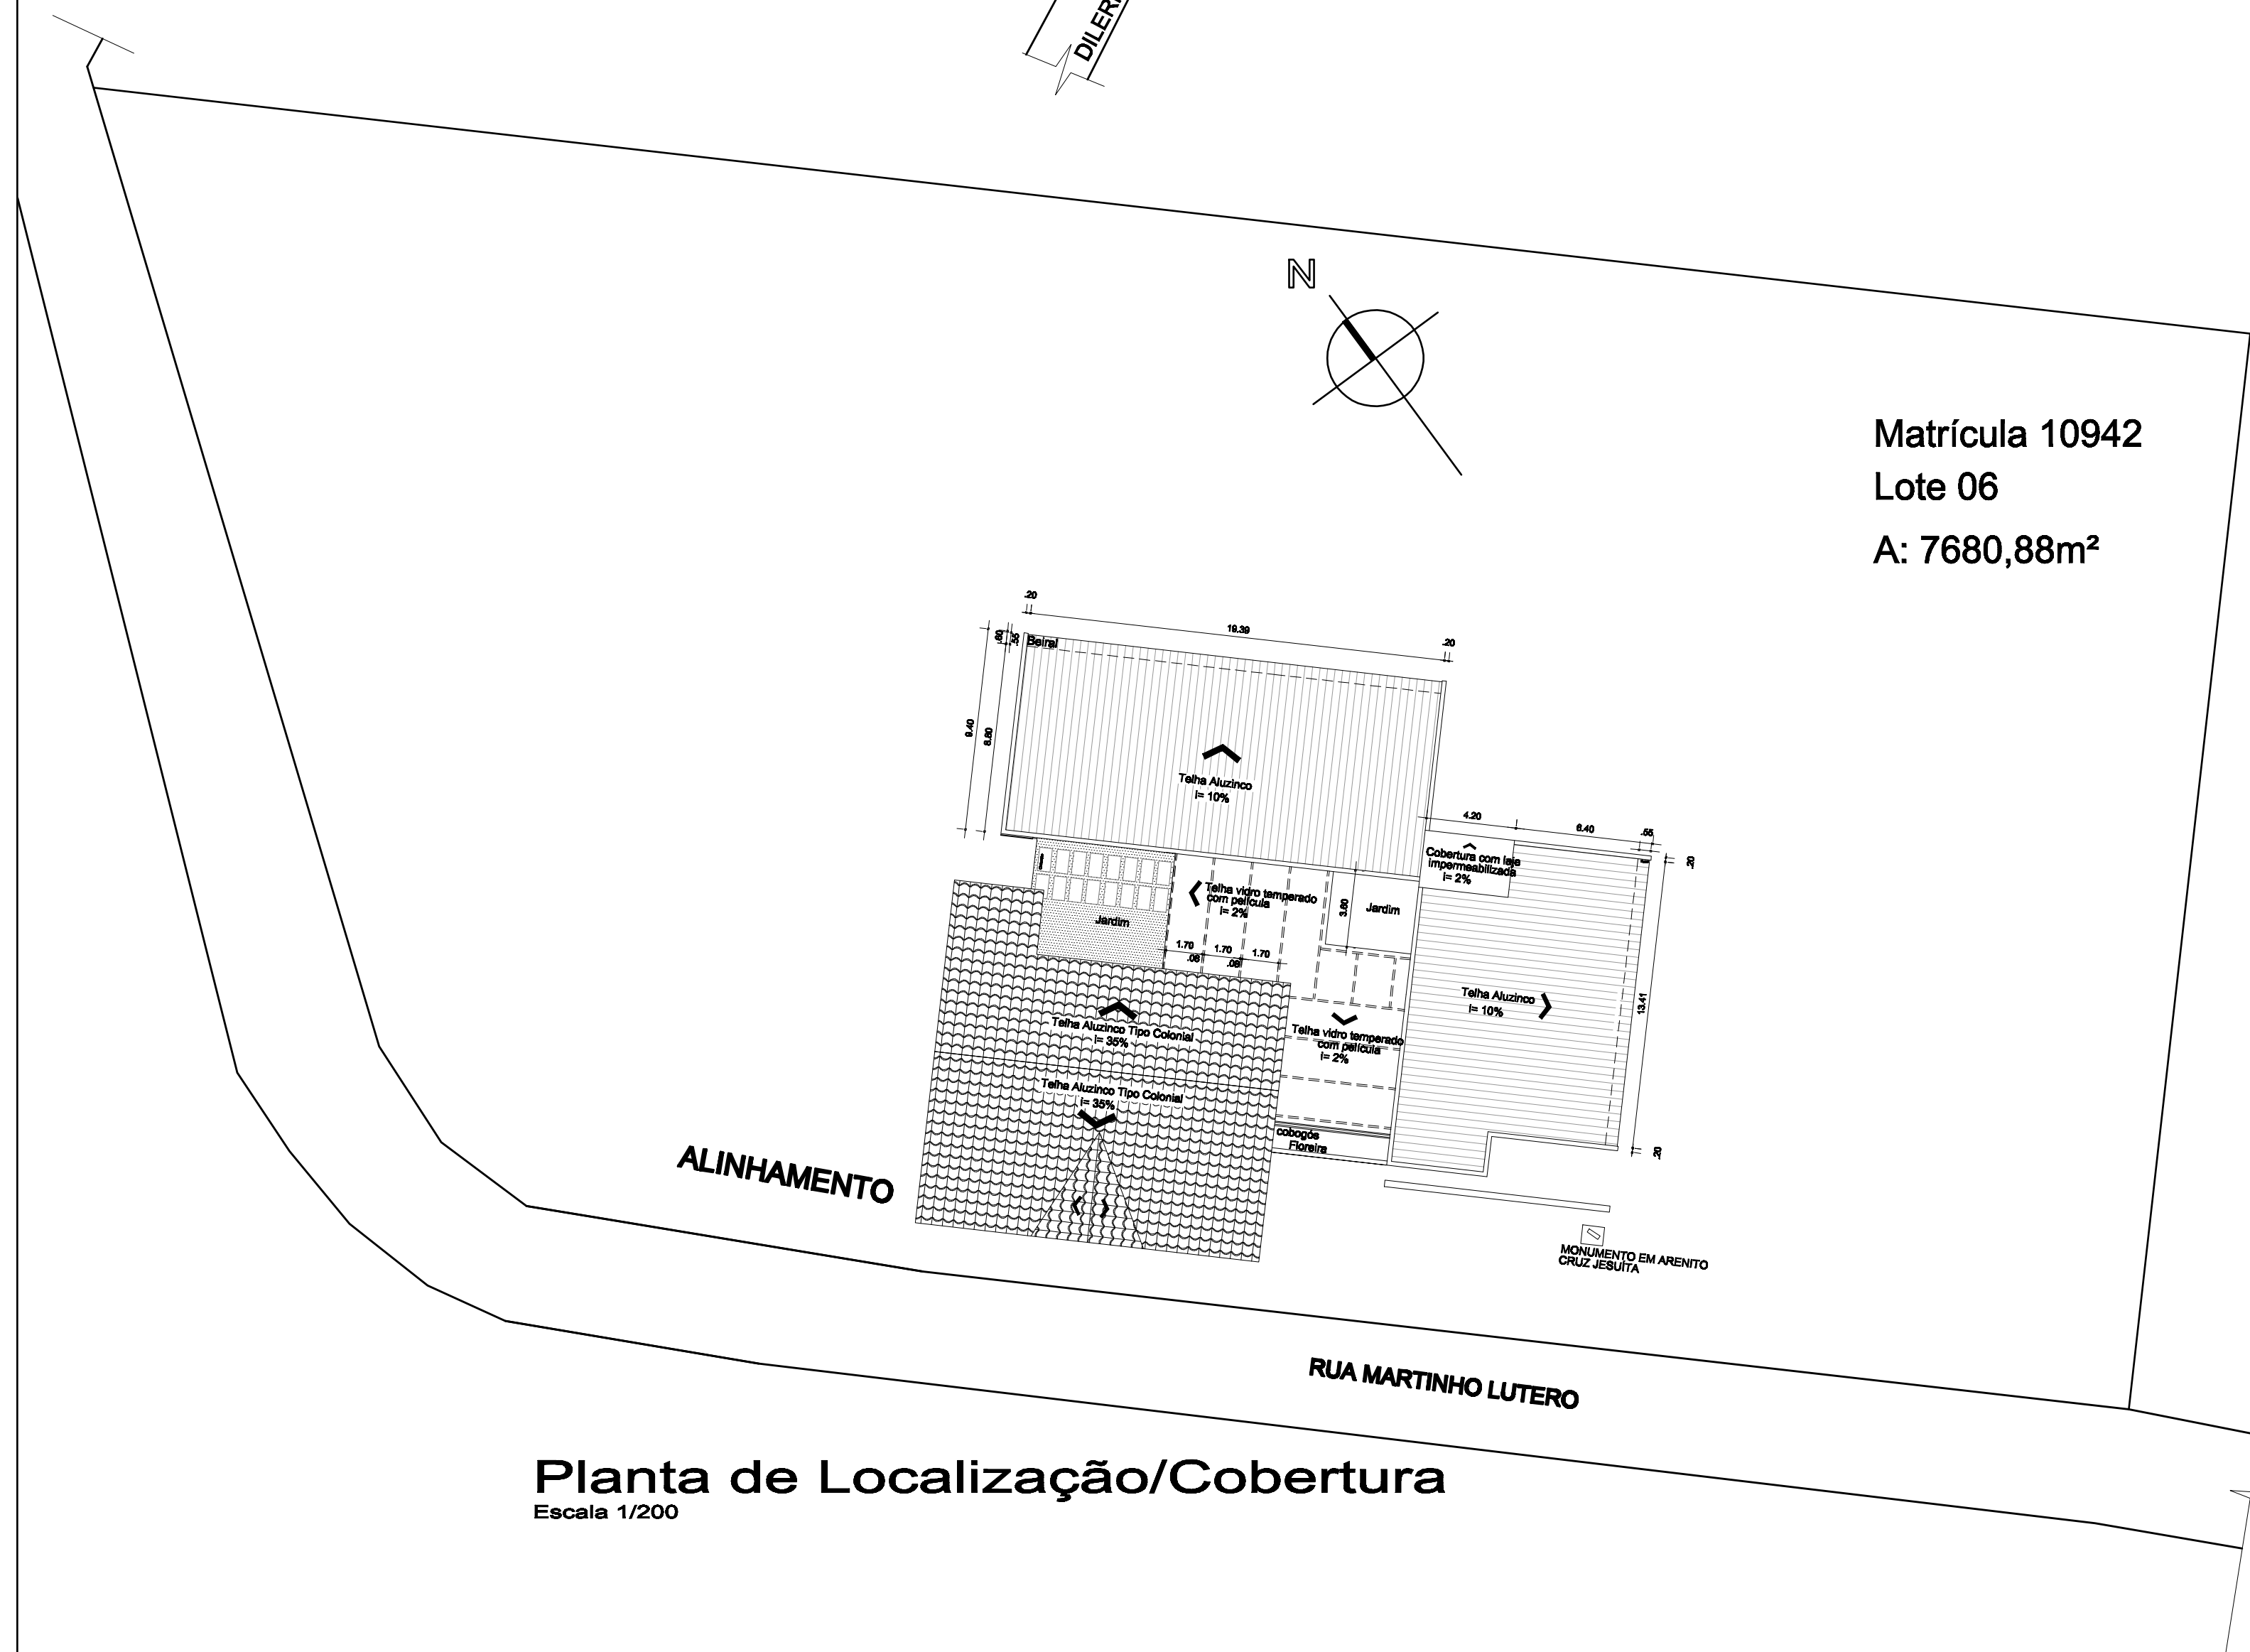 DILER
N
Matrícula 10942
Lote 06
A: 7680,88m²
.20
19.39
.20
.60
.55
Beiral
9.40
8.80
Telha Aluzinco
i= 10%
4.20
6.40
.55
.20
Cobertura com laje
impermeabilizada
i= 2%
Telha vidro temperado
com película
i= 2%
3.60
Jardim
Jardim
1.70
1.70
1.70
.08
.08
Telha Aluzinco
i= 10%
13.41
Telha Aluzinco Tipo Colonial
i= 35%
Telha vidro temperado
com película
i= 2%
Telha Aluzinco Tipo Colonial
i= 35%
cobogós
Floreira
.20
ALINHAMENTO
MONUMENTO EM ARENITO
CRUZ JESUÍTA
RUA MARTINHO LUTERO
Planta de Localização/Cobertura
Escala 1/200